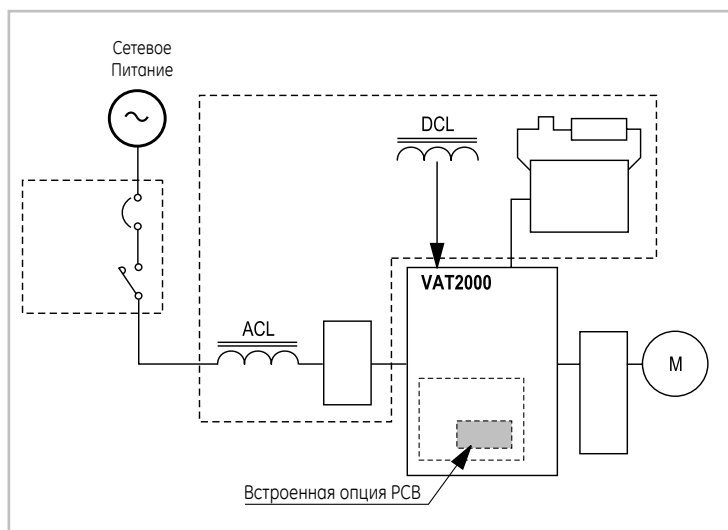 Сетевое
Питание
DCL
VAT2000
ACL
M
Встроенная опция PCB